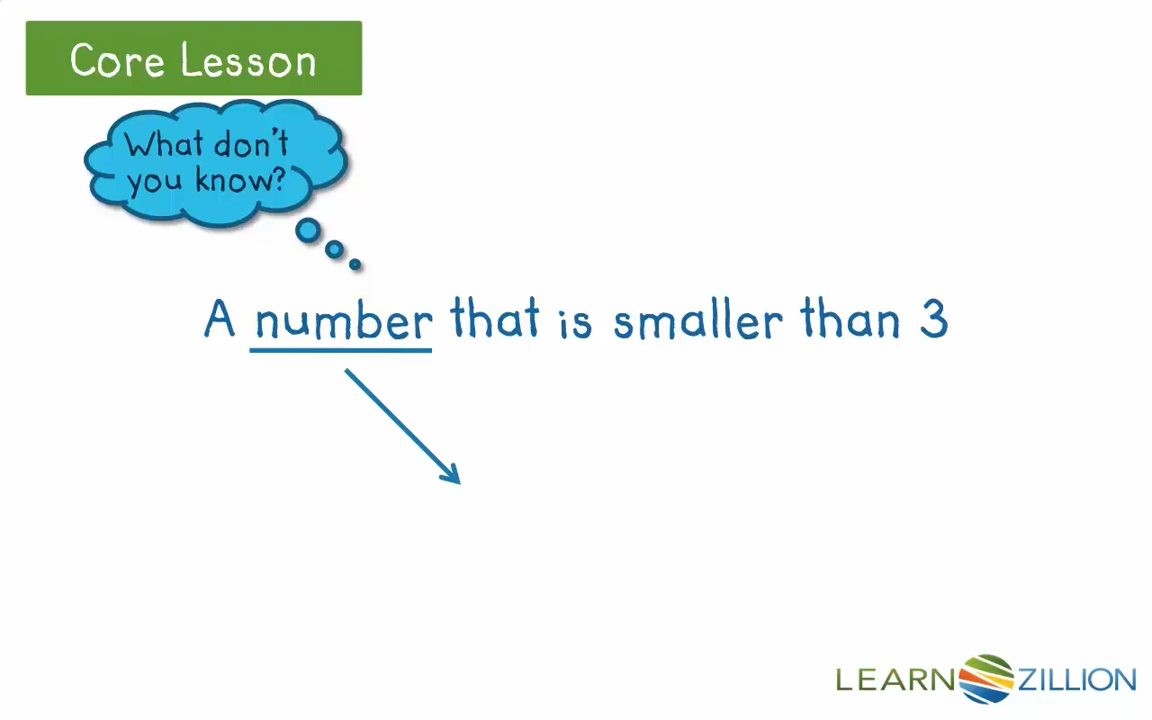 Core Lesson
What don't
you know?
A number that is smaller than 3
LEARNZILLION